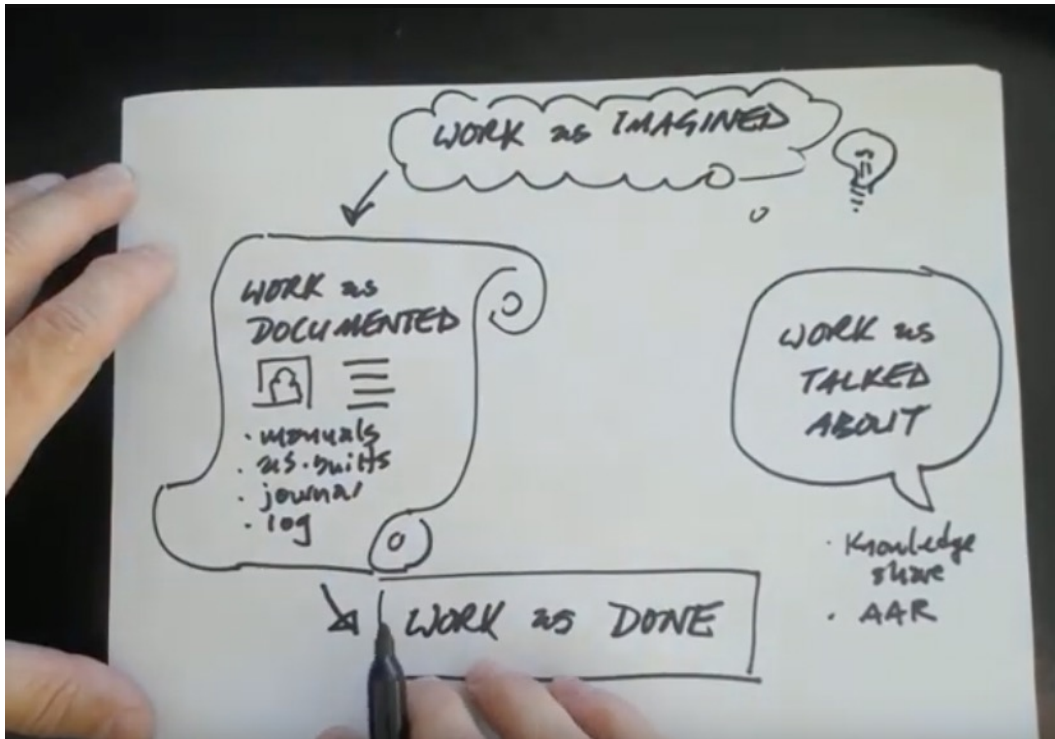 WORK as IMAGINED
WORK as
DOCUMENTED
· manuals
· as-builts
· journal
· log
WORK as
TALKED
ABOUT
· Knowledge
share
· AAR
WORK as DONE